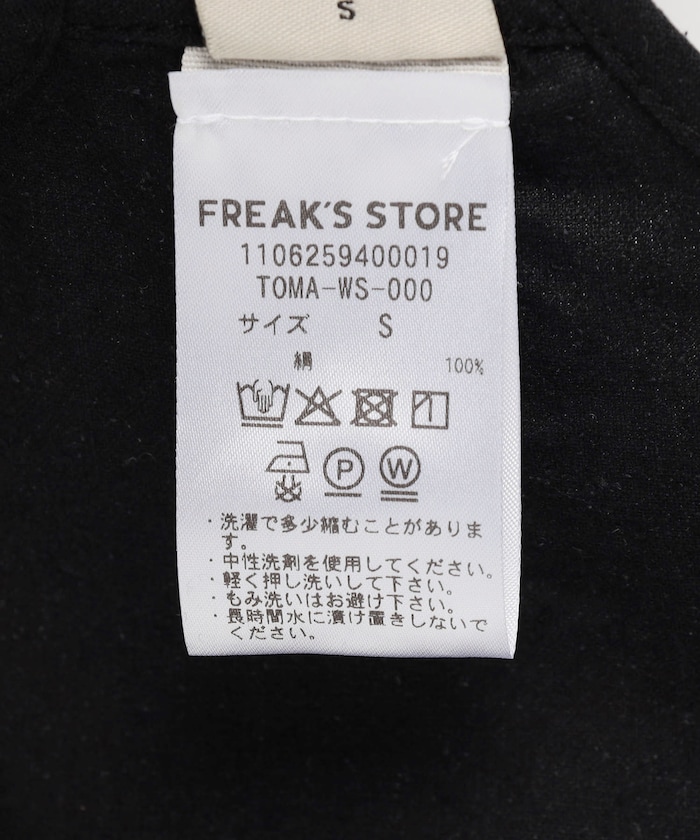 S
FREAK'S STORE
1106259400019
TOMA-WS-000
サイズ S
絹 100%
P W
・洗濯で多少縮むことがありま
す。
・中性洗剤を使用してください。
・軽く押し洗いして下さい。
・もみ洗いはお避け下さい。
・長時間水に漬け置きしないで
ください。